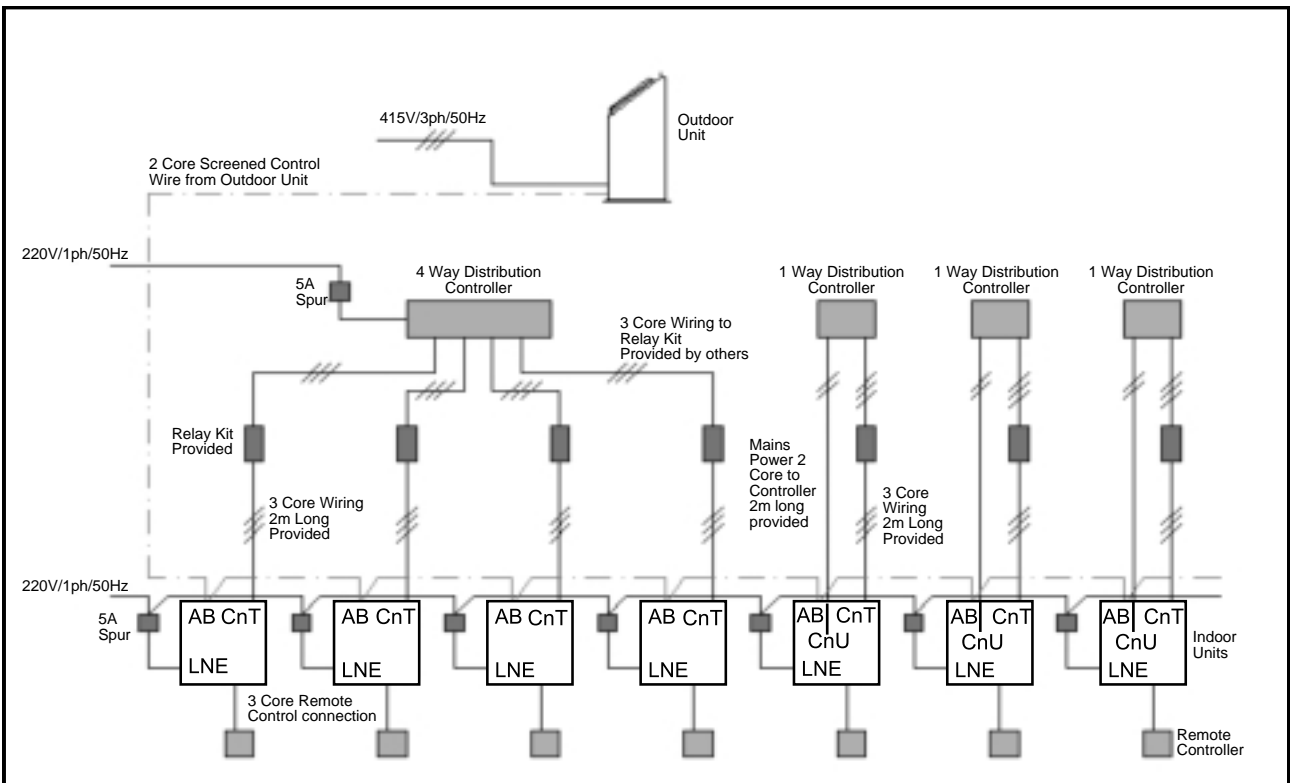 415V/3ph/50Hz
Outdoor
Unit
2 Core Screened Control
Wire from Outdoor Unit
220V/1ph/50Hz
5A
Spur
4 Way Distribution
Controller
1 Way Distribution
Controller
1 Way Distribution
Controller
1 Way Distribution
Controller
3 Core Wiring to
Relay Kit
Provided by others
Relay Kit
Provided
3 Core Wiring
2m Long
Provided
Mains
Power 2
Core to
Controller
2m long
provided
3 Core
Wiring
2m Long
Provided
220V/1ph/50Hz
5A
Spur
AB CnT
LNE
AB CnT
LNE
AB CnT
LNE
AB CnT
LNE
AB CnT
CnU
LNE
AB CnT
CnU
LNE
AB CnT
CnU
LNE
Indoor
Units
3 Core Remote
Control connection
Remote
Controller